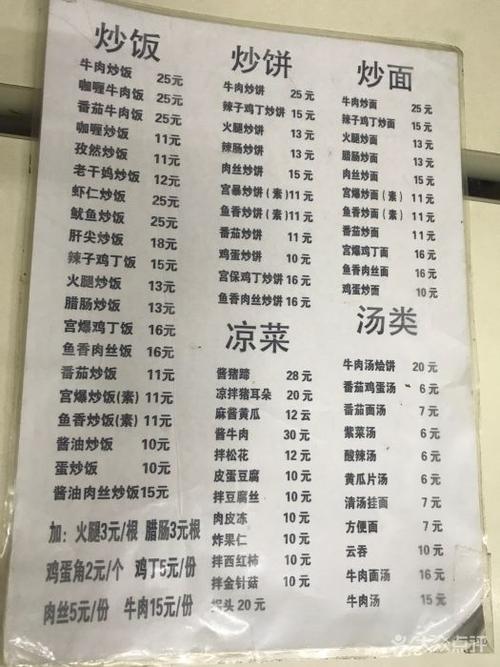 炒饭
牛肉炒饭 25元
咖喱牛肉饭 25元
番茄牛肉饭 25元
咖喱炒饭 11元
孜然炒饭 11元
老干妈炒饭 12元
虾仁炒饭 25元
鱿鱼炒饭 25元
肝尖炒饭 18元
辣子鸡丁饭 15元
火腿炒饭 13元
腊肠炒饭 13元
宫爆鸡丁饭 16元
鱼香肉丝饭 16元
番茄炒饭 11元
宫爆炒饭(素) 11元
鱼香炒饭(素) 11元
酱油炒饭 10元
蛋炒饭 10元
酱油肉丝炒饭15元
加：火腿3元/根 腊肠3元根
鸡蛋角2元/个 鸡丁5元/份
肉丝5元/份 牛肉15元/份
炒饼
牛肉炒饼 25元
辣子鸡丁炒饼 15元
火腿炒饼 13元
辣肠炒饼 13元
肉丝炒饼 15元
宫暴炒饼(素)11元
鱼香炒饼(素)11元
番茄炒饼 11元
鸡蛋炒饼 10元
宫保鸡丁炒饼 16元
鱼香肉丝炒饼 16元
凉菜
酱猪蹄 28元
凉拌猪耳朵 20元
麻酱黄瓜 12云
酱牛肉 30元
拌松花 12元
皮蛋豆腐 10元
拌豆腐丝 10元
肉皮冻 10元
炸果仁 10元
拌西红柿 10元
拌金针菇 10元
头20元
炒面
牛肉炒面 25元
辣子鸡丁炒面 15元
火腿炒面 13元
腊肠炒面 13元
肉丝炒面 15元
宫爆炒面(素) 11元
鱼香炒面(素) 11元
番茄炒面 11元
宫爆鸡丁面 16元
鱼香肉丝面 16元
鸡蛋炒面 10元
汤类
牛肉汤烩饼 20元
番茄鸡蛋汤 6元
番茄面汤 7元
紫菜汤 6元
酸辣汤 6元
黄瓜片汤 6元
清汤挂面 7元
方便面 7元
云吞 10元
牛肉面汤 16元
牛肉汤 15元
大众点评